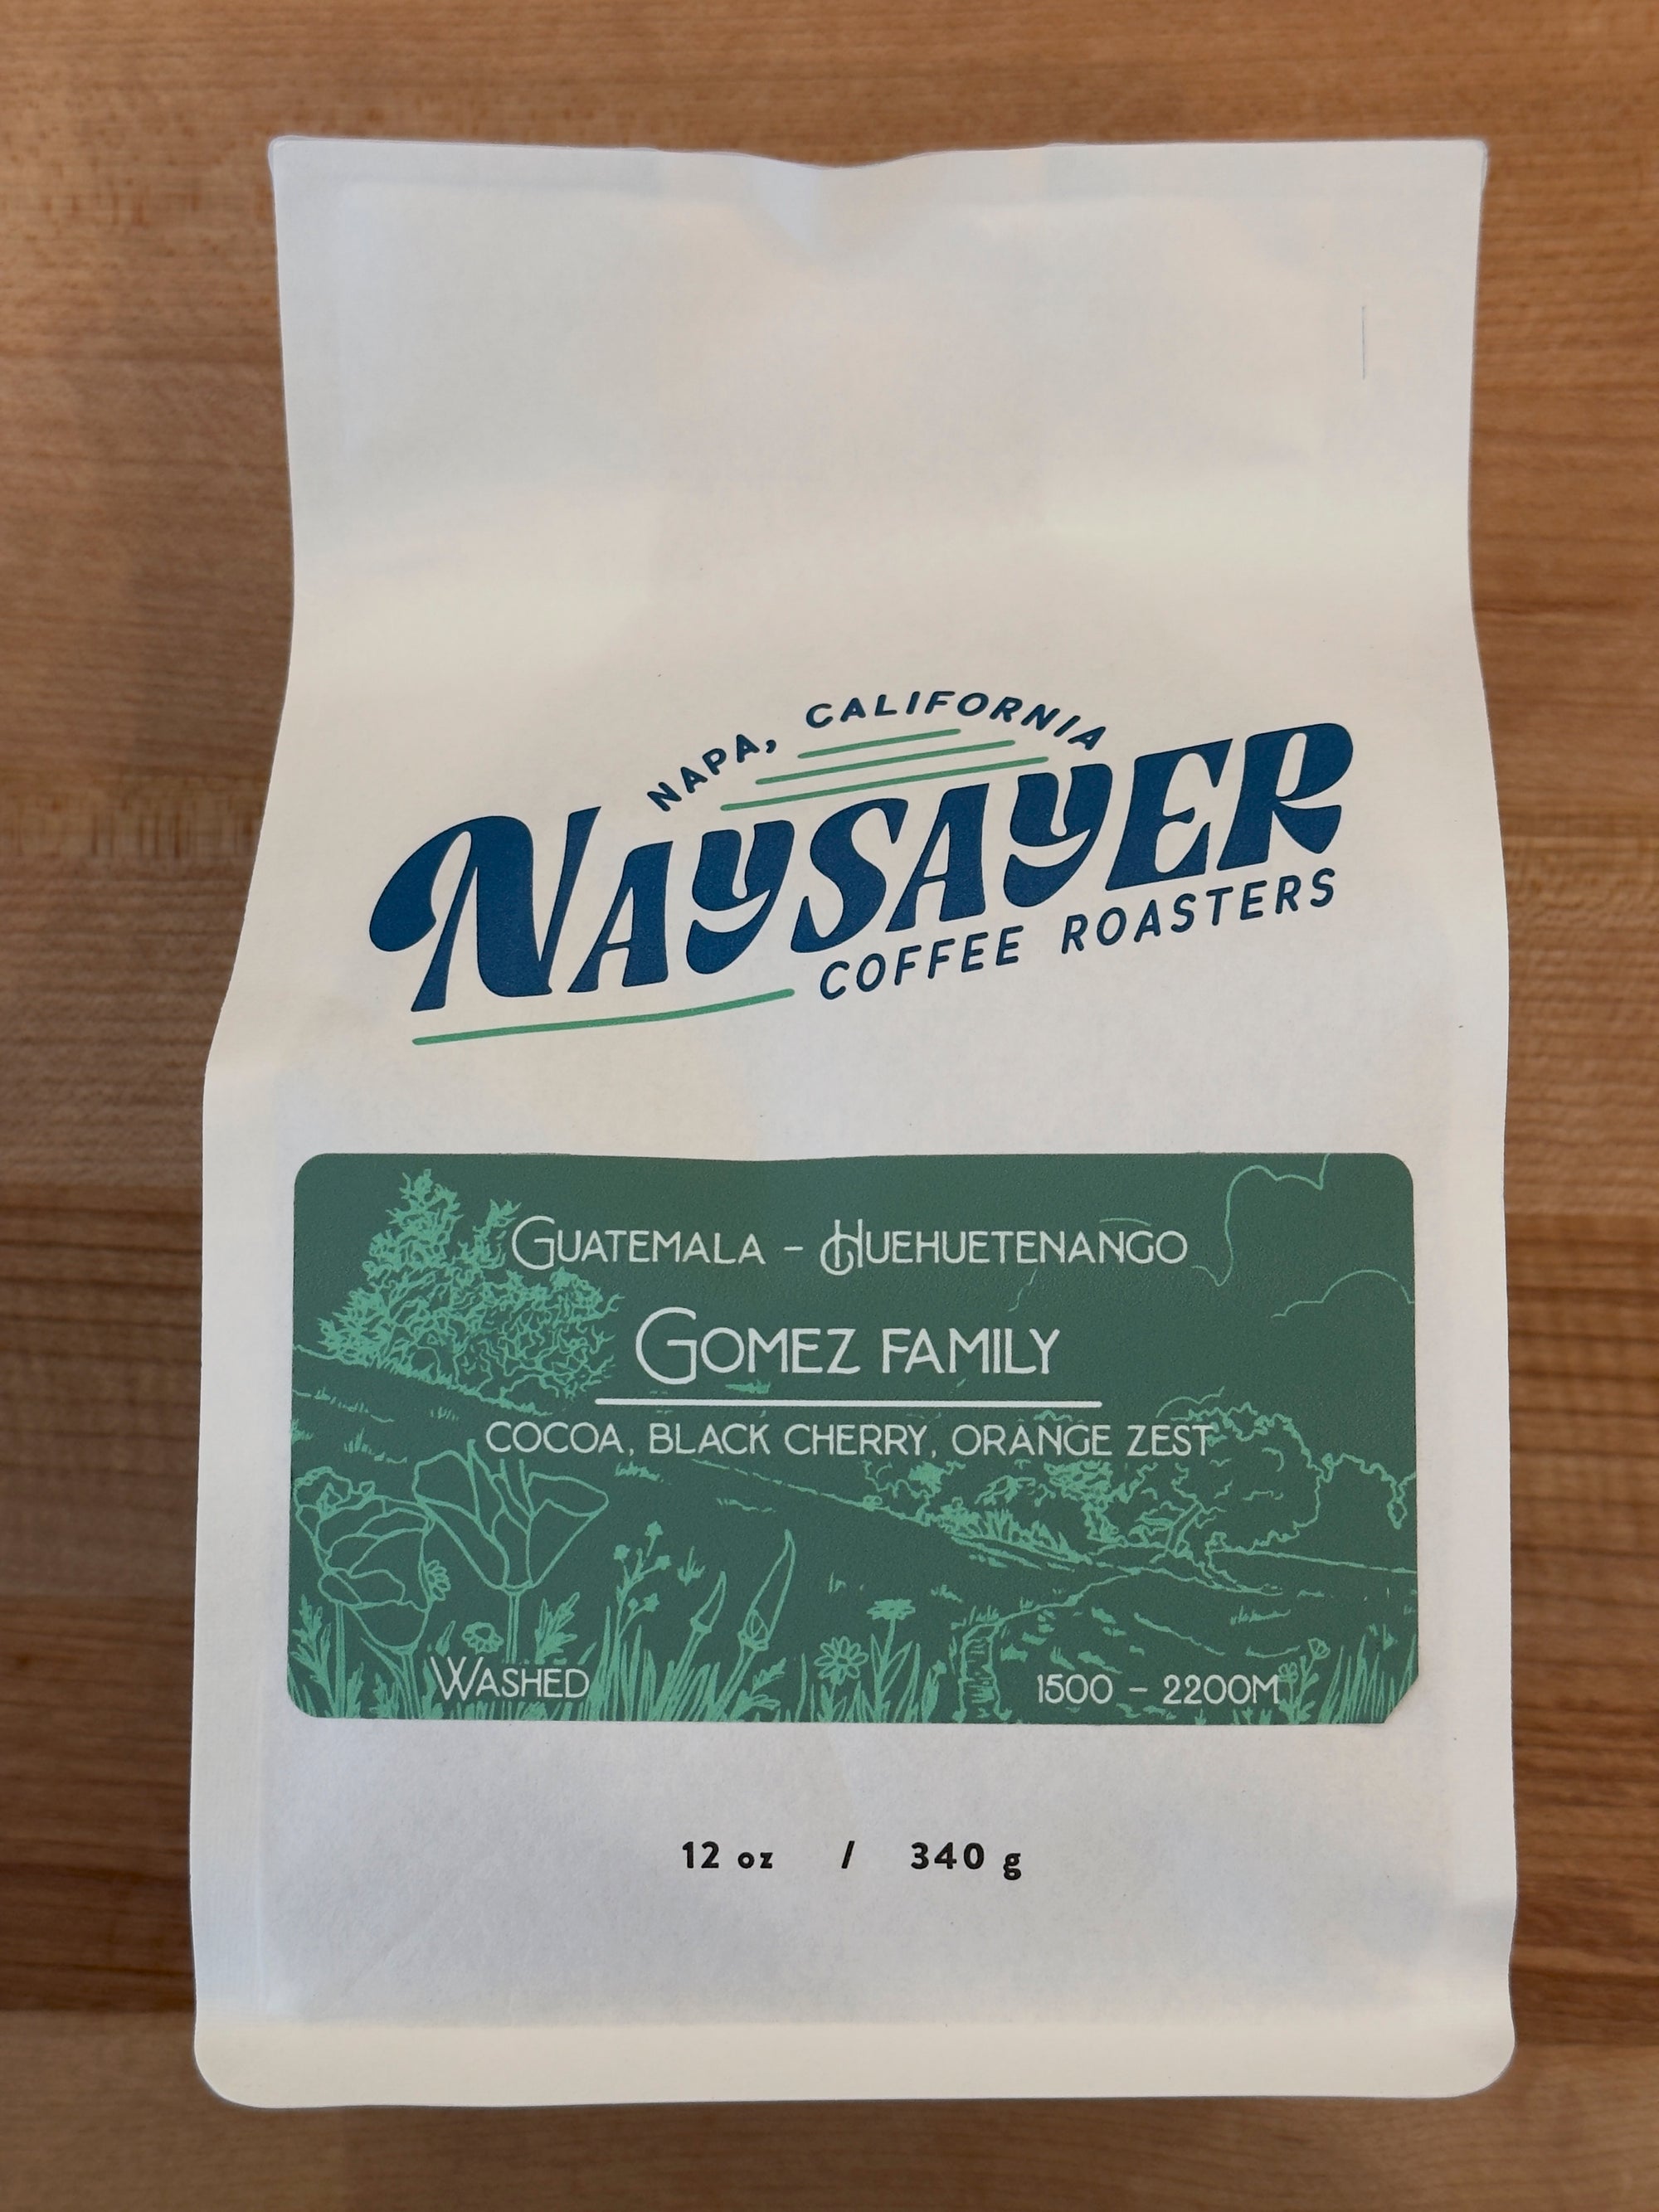 NAPA, CALIFORNIA
NAYSAYER
COFFEE ROASTERS
GUATEMALA – HUEHUETENANGO
GOMEZ FAMILY
COCOA, BLACK CHERRY, ORANGE ZEST
WASHED
1500 – 2200M
12 oz / 340 g